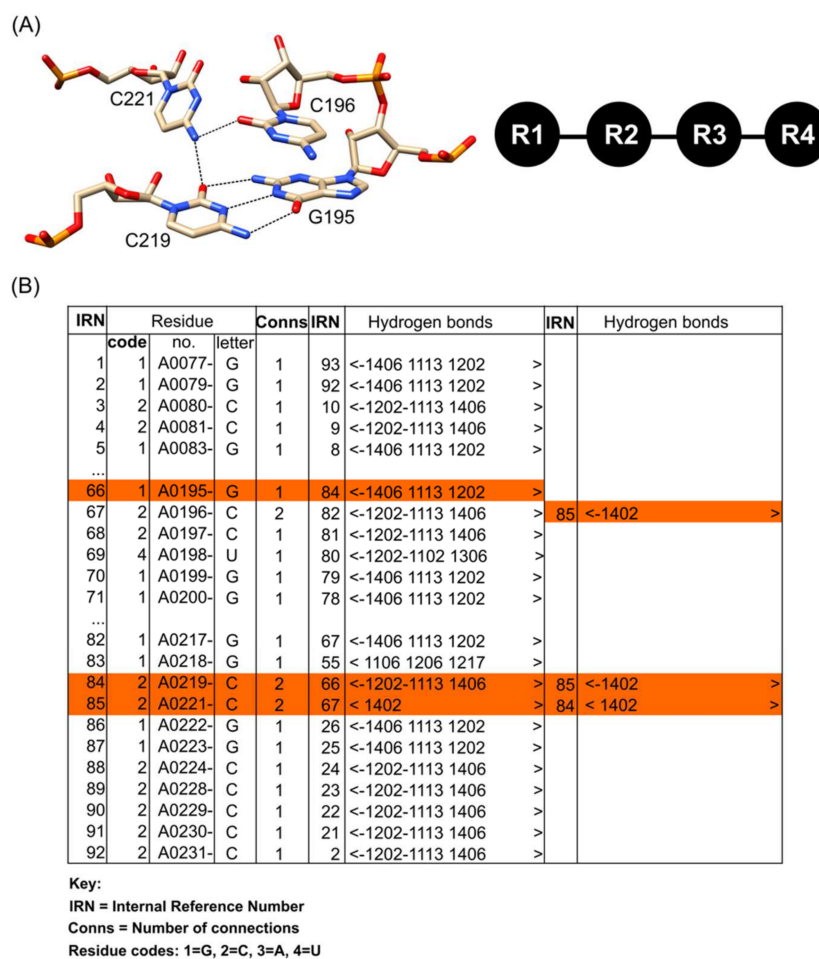 (A)
C221
C196
C219
G195
R1 R2 R3 R4
(B)
IRN Residue Conns IRN Hydrogen bonds IRN Hydrogen bonds
code no. letter
1 1 A0077- G 1 93 <-1406 1113 1202 >
2 1 A0079- G 1 92 <-1406 1113 1202 >
3 2 A0080- C 1 10 <-1202-1113 1406 >
4 2 A0081- C 1 9 <-1202-1113 1406 >
5 1 A0083- G 1 8 <-1406 1113 1202 >
...
66 1 A0195- G 1 84 <-1406 1113 1202 >
67 2 A0196- C 2 82 <-1202-1113 1406 > 85 <-1402 >
68 2 A0197- C 1 81 <-1202-1113 1406 >
69 4 A0198- U 1 80 <-1202-1102 1306 >
70 1 A0199- G 1 79 <-1406 1113 1202 >
71 1 A0200- G 1 78 <-1406 1113 1202 >
...
82 1 A0217- G 1 67 <-1406 1113 1202 >
83 1 A0218- G 1 55 < 1106 1206 1217 >
84 2 A0219- C 2 66 <-1202-1113 1406 > 85 <-1402 >
85 2 A0221- C 2 67 < 1402 > 84 < 1402 >
86 1 A0222- G 1 26 <-1406 1113 1202 >
87 1 A0223- G 1 25 <-1406 1113 1202 >
88 2 A0224- C 1 24 <-1202-1113 1406 >
89 2 A0228- C 1 23 <-1202-1113 1406 >
90 2 A0229- C 1 22 <-1202-1113 1406 >
91 2 A0230- C 1 21 <-1202-1113 1406 >
92 2 A0231- C 1 2 <-1202-1113 1406 >
Key:
IRN = Internal Reference Number
Conns = Number of connections
Residue codes: 1=G, 2=C, 3=A, 4=U